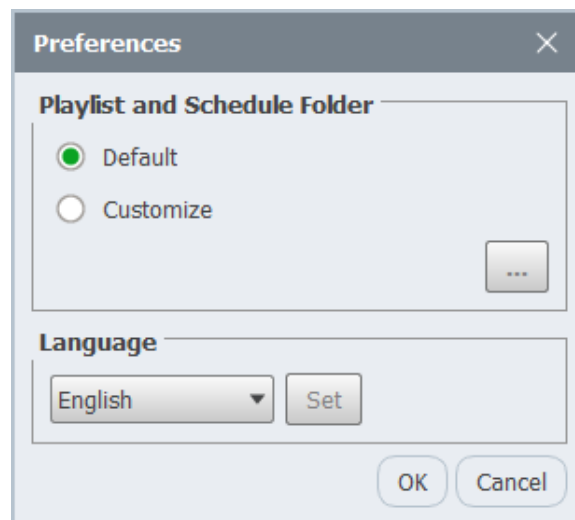 Preferences
Playlist and Schedule Folder
Default
Customize
...
Language
English Set
OK Cancel